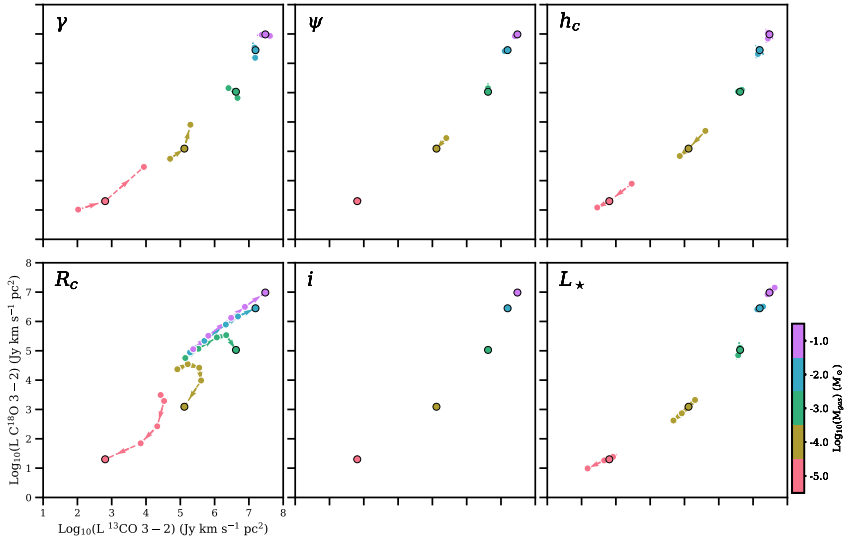 γ
ψ
h_c
R_c
i
L_★
8
7
6
5
4
3
2
1
0
Log₁₀(L C¹⁸O 3−2) (Jy km s⁻¹ pc²)
1 2 3 4 5 6 7 8
Log₁₀(L ¹³CO 3−2) (Jy km s⁻¹ pc²)
-1.0
-2.0
-3.0
-4.0
-5.0
Log₁₀(M_gas) (M_⊙)